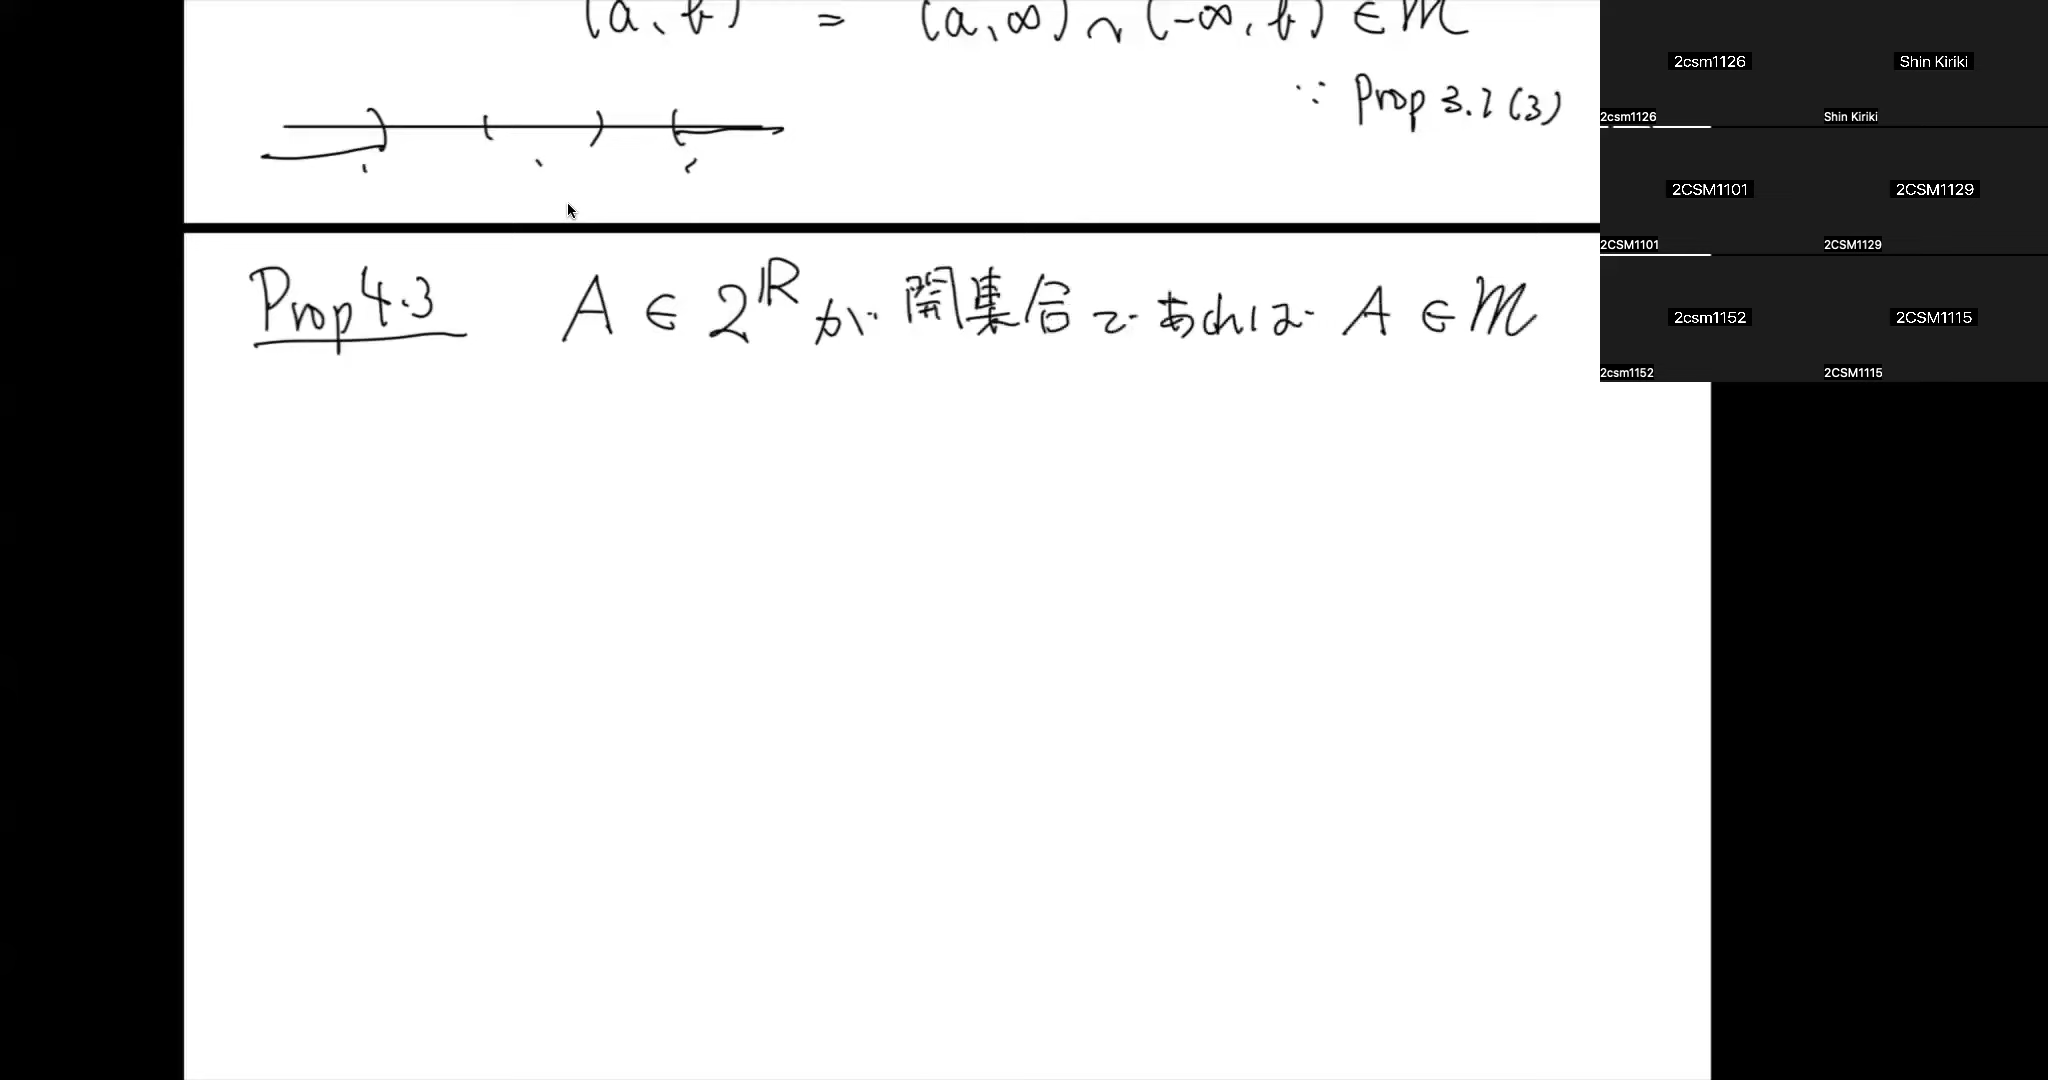 (a, b) = (a, ∞) ∩ (-∞, b) ∈ M
∵ Prop 3.2 (3)
Prop 4.3 A ∈ 2^ℝ が 開集合であれば A ∈ M
2csm1126
2csm1126
Shin Kiriki
Shin Kiriki
2CSM1101
2CSM1101
2CSM1129
2CSM1129
2csm1152
2csm1152
2CSM1115
2CSM1115